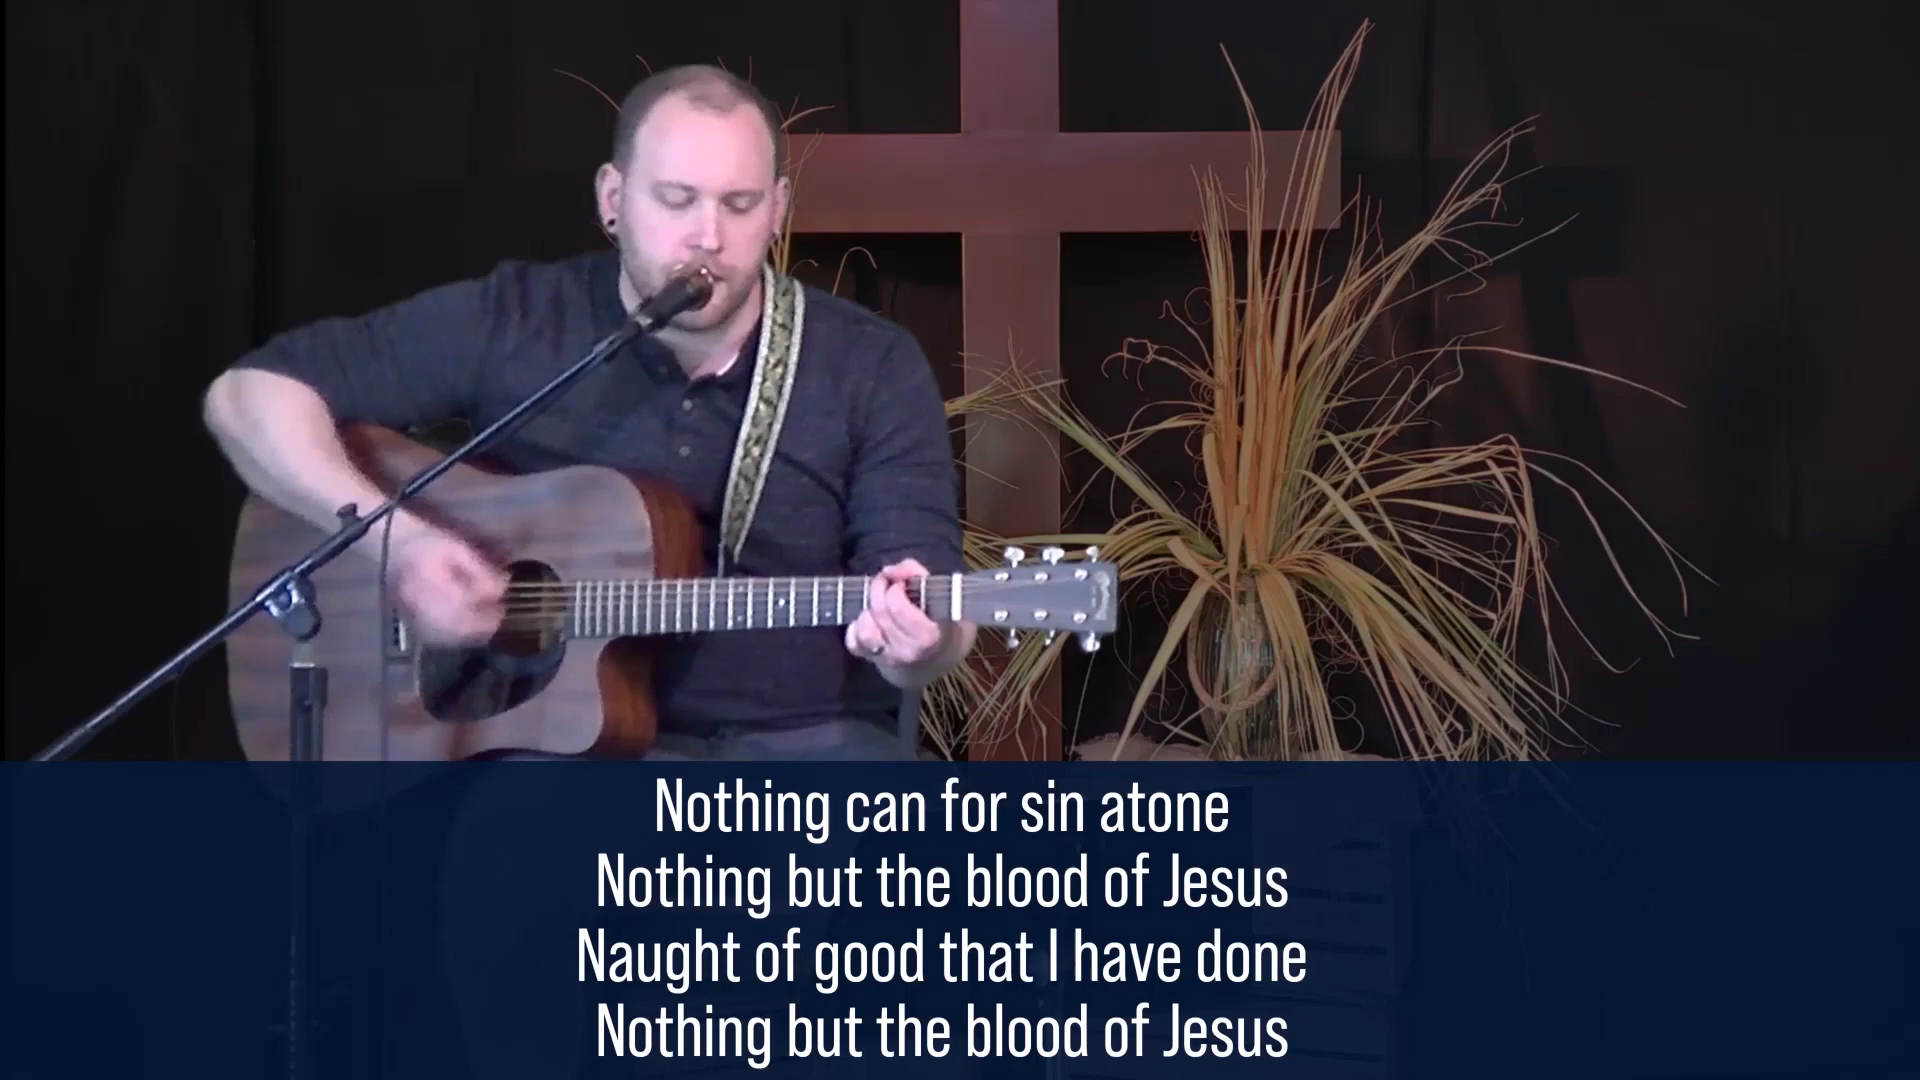 Nothing can for sin atone
Nothing but the blood of Jesus
Naught of good that I have done
Nothing but the blood of Jesus